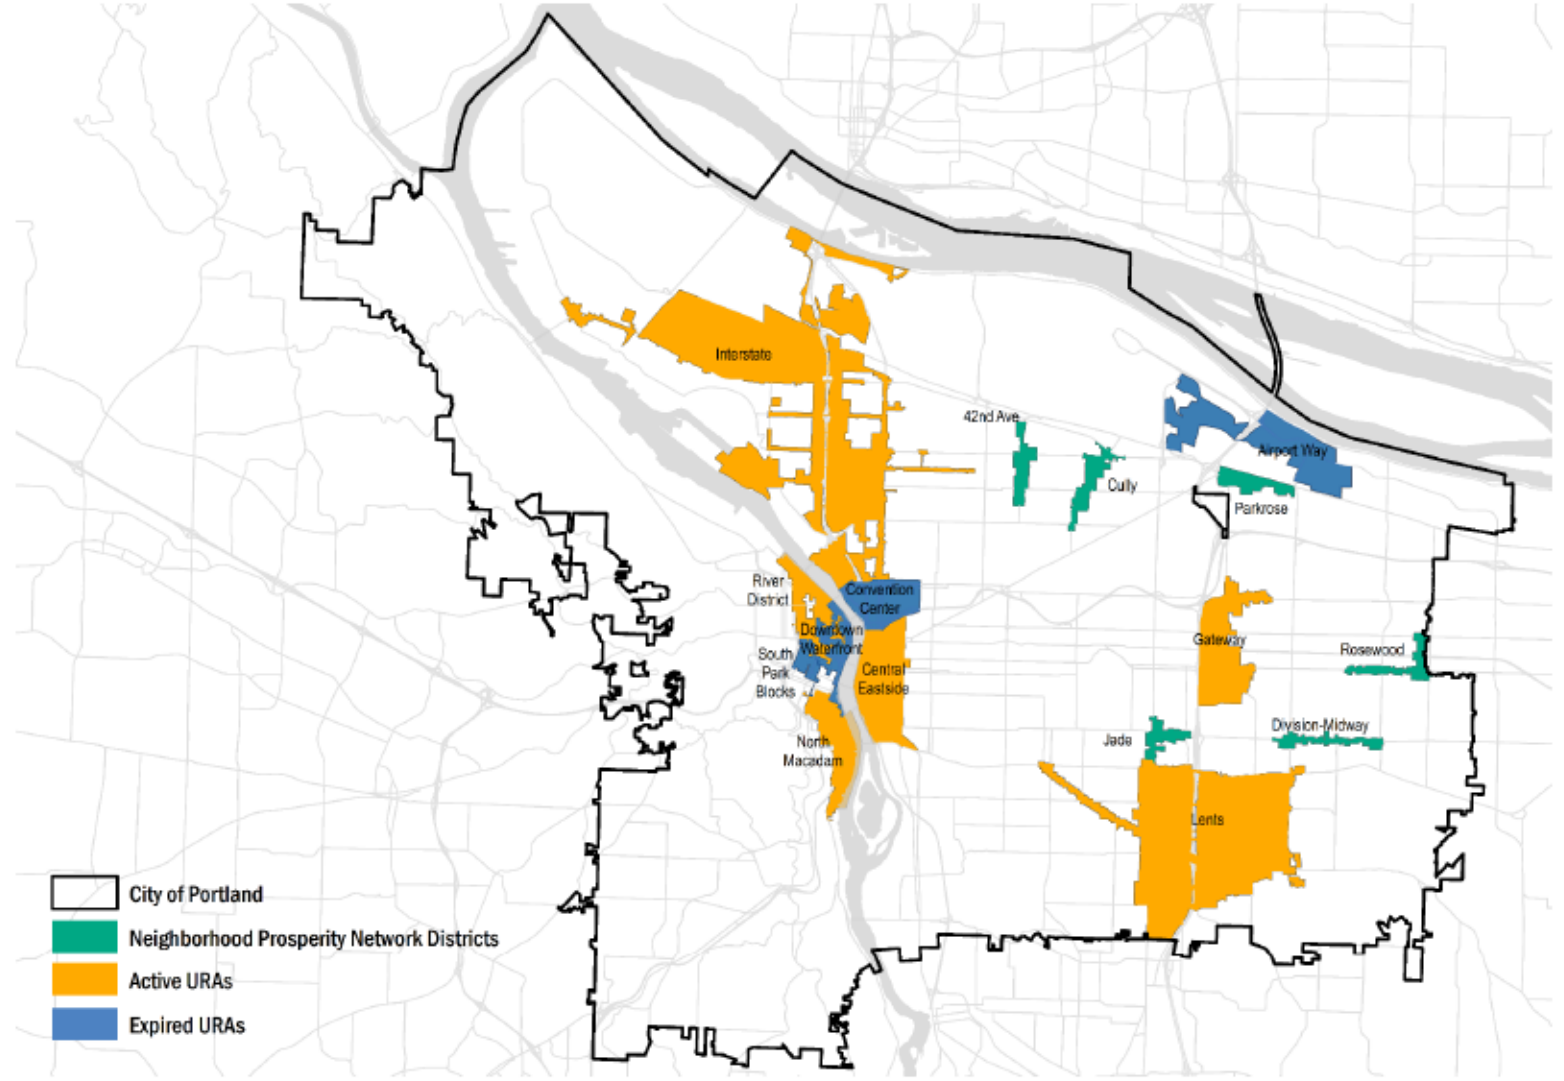 Interstate
42nd Ave
Cully
Airport Way
Parkrose
River
District
Convention
Center
Downtown
Waterfront
South
Park
Blocks
Central
Eastside
Gateway
Rosewood
North
Macadam
Jade
Division-Midway
Lents
City of Portland
Neighborhood Prosperity Network Districts
Active URAs
Expired URAs